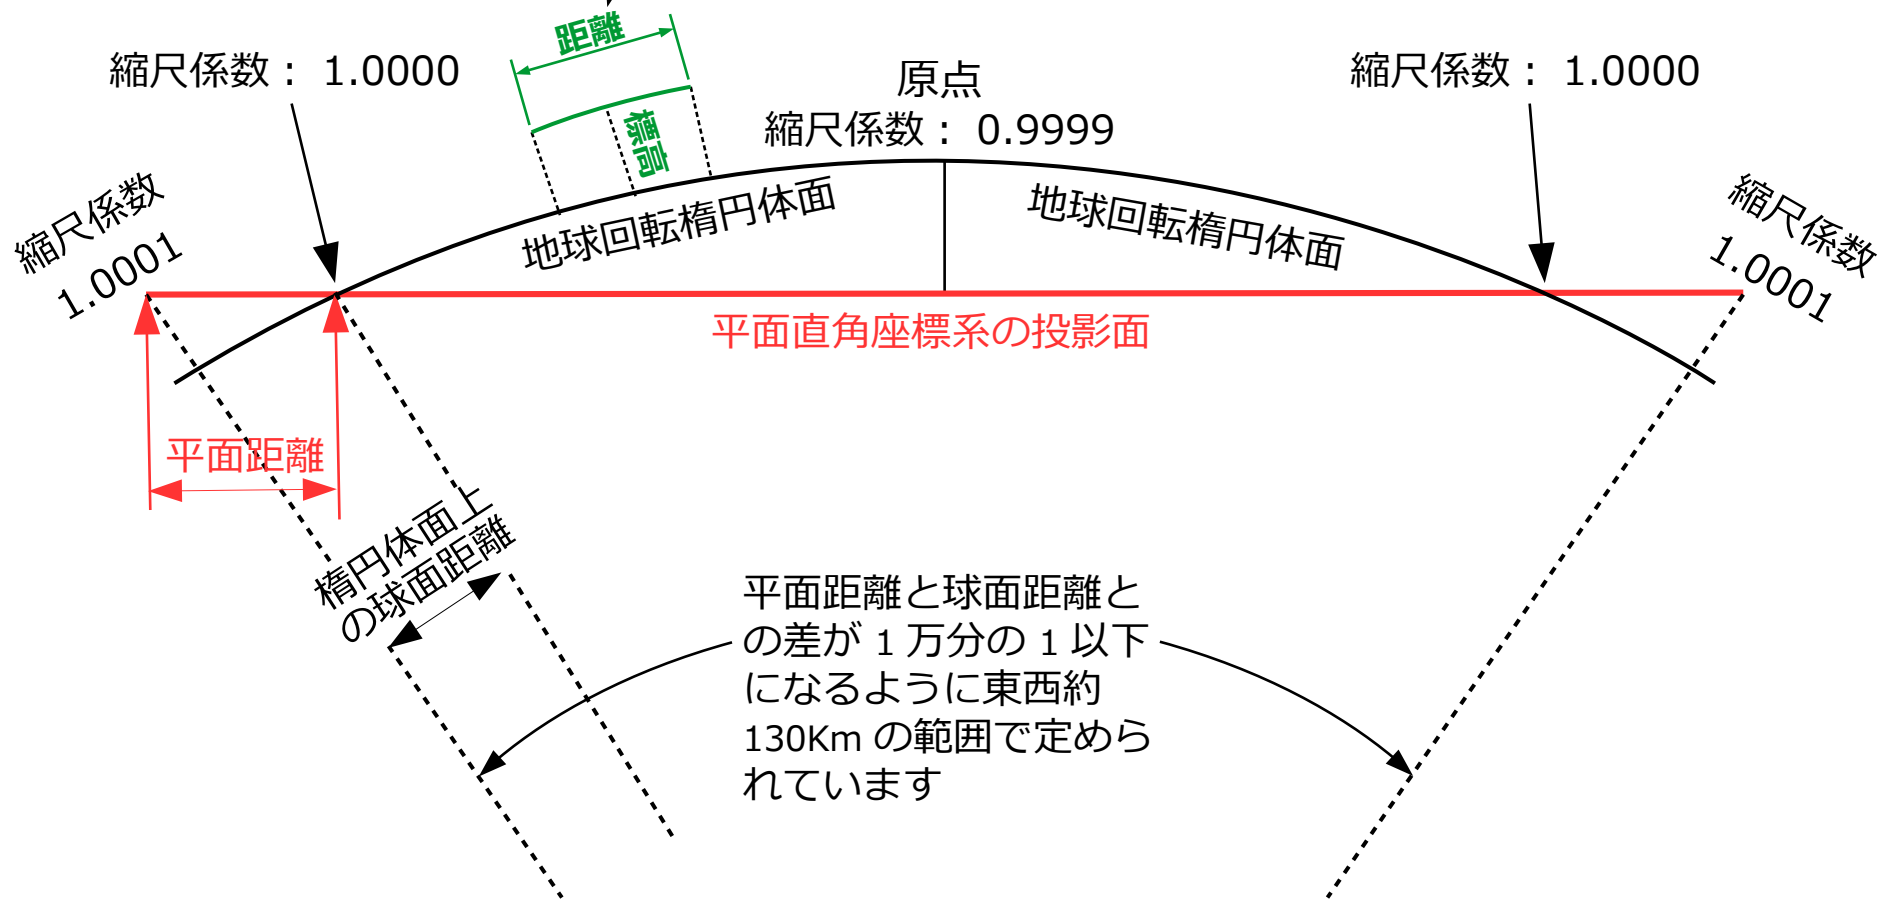 距離
縮尺係数： 1.0000
原点
縮尺係数： 0.9999
縮尺係数： 1.0000
標高
縮尺係数
1.0001
地球回転楕円体面
地球回転楕円体面
縮尺係数
1.0001
平面直角座標系の投影面
平面距離
楕円体面上
の球面距離
平面距離と球面距離と
の差が 1 万分の 1 以下
になるように東西約
130Km の範囲で定めら
れています